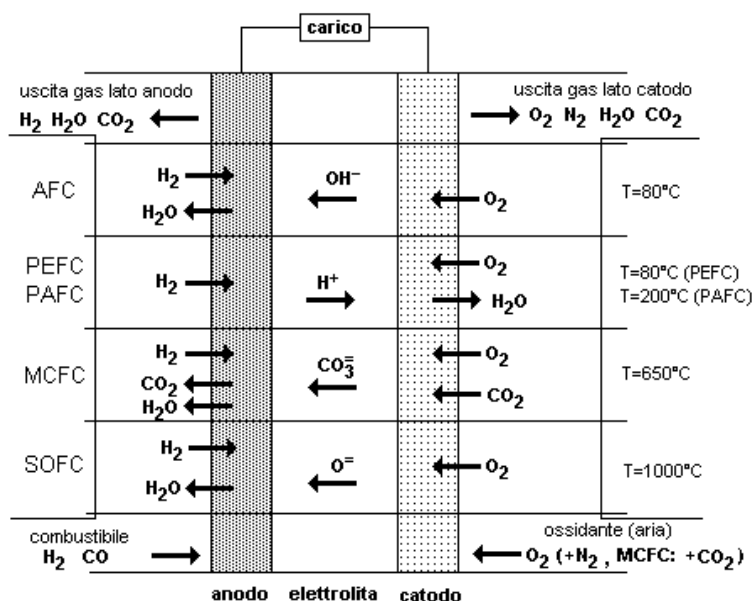 carico
uscita gas lato anodo
H₂ H₂O CO₂
uscita gas lato catodo
O₂ N₂ H₂O CO₂
AFC
H₂
H₂O
OH⁻
O₂
T=80°C
PEFC
PAFC
H₂
H⁺
O₂
H₂O
T=80°C (PEFC)
T=200°C (PAFC)
MCFC
H₂
CO₂
H₂O
CO₃⁼
O₂
CO₂
T=650°C
SOFC
H₂
H₂O
O⁼
O₂
T=1000°C
combustibile
H₂ CO
ossidante (aria)
O₂ (+N₂ , MCFC: +CO₂)
anodo elettrolita catodo